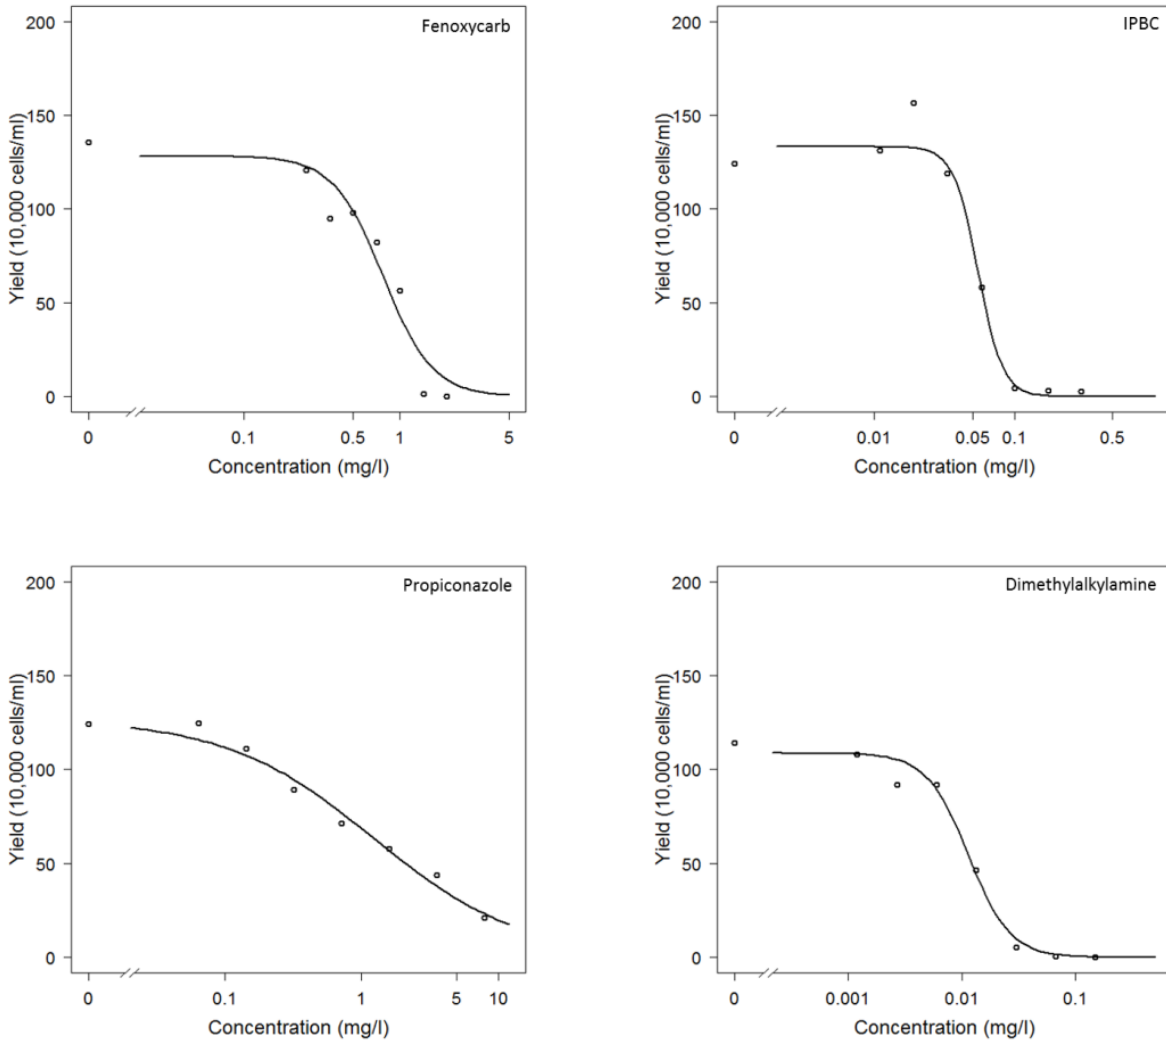 Fenoxycarb
200
150
100
50
0
Yield (10,000 cells/ml)
0 0.1 0.5 1 5
Concentration (mg/l)
IPBC
200
150
100
50
0
Yield (10,000 cells/ml)
0 0.01 0.05 0.1 0.5
Concentration (mg/l)
Propiconazole
200
150
100
50
0
Yield (10,000 cells/ml)
0 0.1 1 5 10
Concentration (mg/l)
Dimethylalkylamine
200
150
100
50
0
Yield (10,000 cells/ml)
0 0.001 0.01 0.1
Concentration (mg/l)